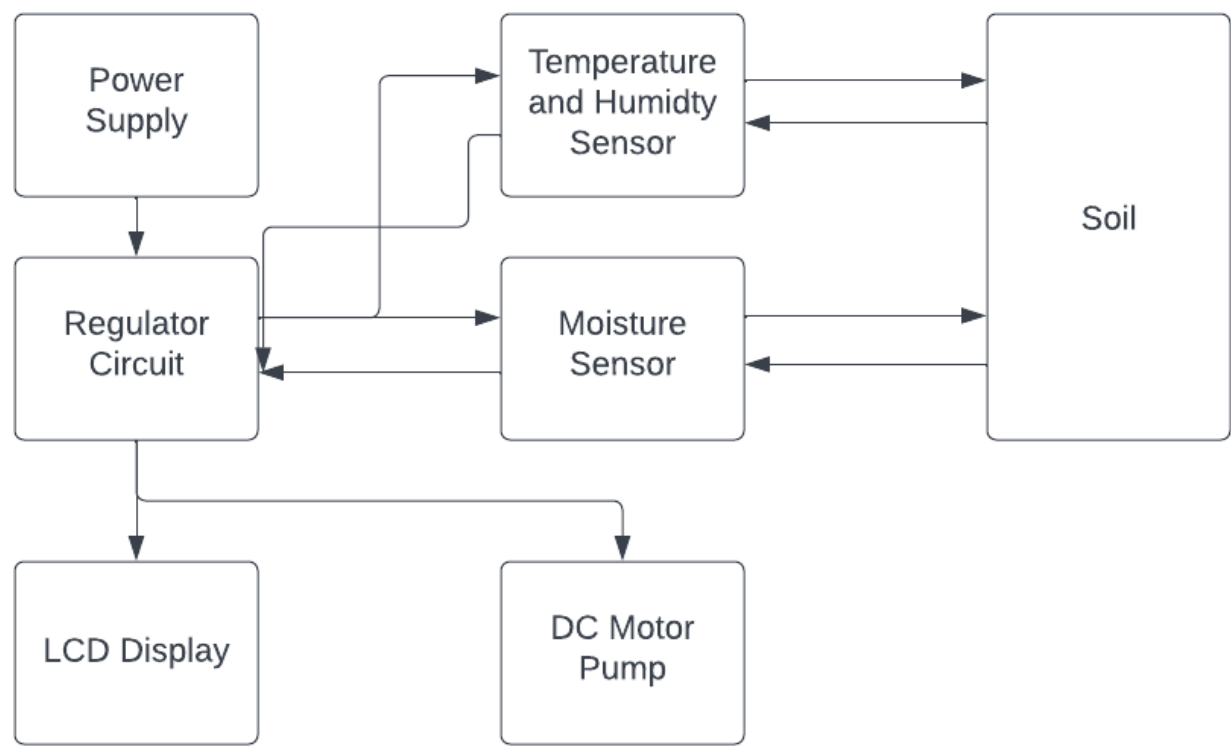 Power
Supply
Temperature
and Humidty
Sensor
Soil
Regulator
Circuit
Moisture
Sensor
LCD Display
DC Motor
Pump